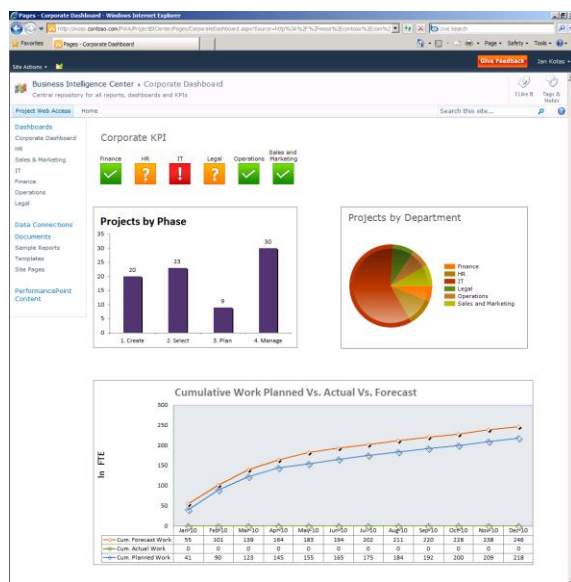 Pages - Corporate Dashboard - Windows Internet Explorer
Live Search
Favorites Pages - Corporate Dashboard Page Safety Tools
Site Actions Give Feedback Jan Kotas
Business Intelligence Center Corporate Dashboard
Central repository for all reports, dashboards and KPIs
I Like It Tags & Notes
Project Web Access Home Search this site...
Dashboards
Corporate Dashboard
HR
Sales & Marketing
IT
Finance
Operations
Legal
Data Connections
Documents
Sample Reports
Templates
Site Pages
PerformancePoint
Content
Corporate KPI
Finance HR IT Legal Operations Sales and Marketing
Projects by Phase
35
30
25
20
15
10
5
0
20 23 9 30
1. Create 2. Select 3. Plan 4. Manage
Projects by Department
Finance
HR
IT
Legal
Operations
Sales and Marketing
Cumulative Work Planned Vs. Actual Vs. Forecast
In FTE
300
250
200
150
100
50
0
Jan-10 Feb-10 Mar-10 Apr-10 May-10 Jun-10 Jul-10 Aug-10 Sep-10 Oct-10 Nov-10 Dec-10
Cum. Forecast Work 55 101 139 164 183 194 202 211 220 228 238 246
Cum. Actual Work 0 0 0 0 0 0 0 0 0 0 0 0
Cum. Planned Work 41 90 123 145 155 165 175 184 192 200 209 218